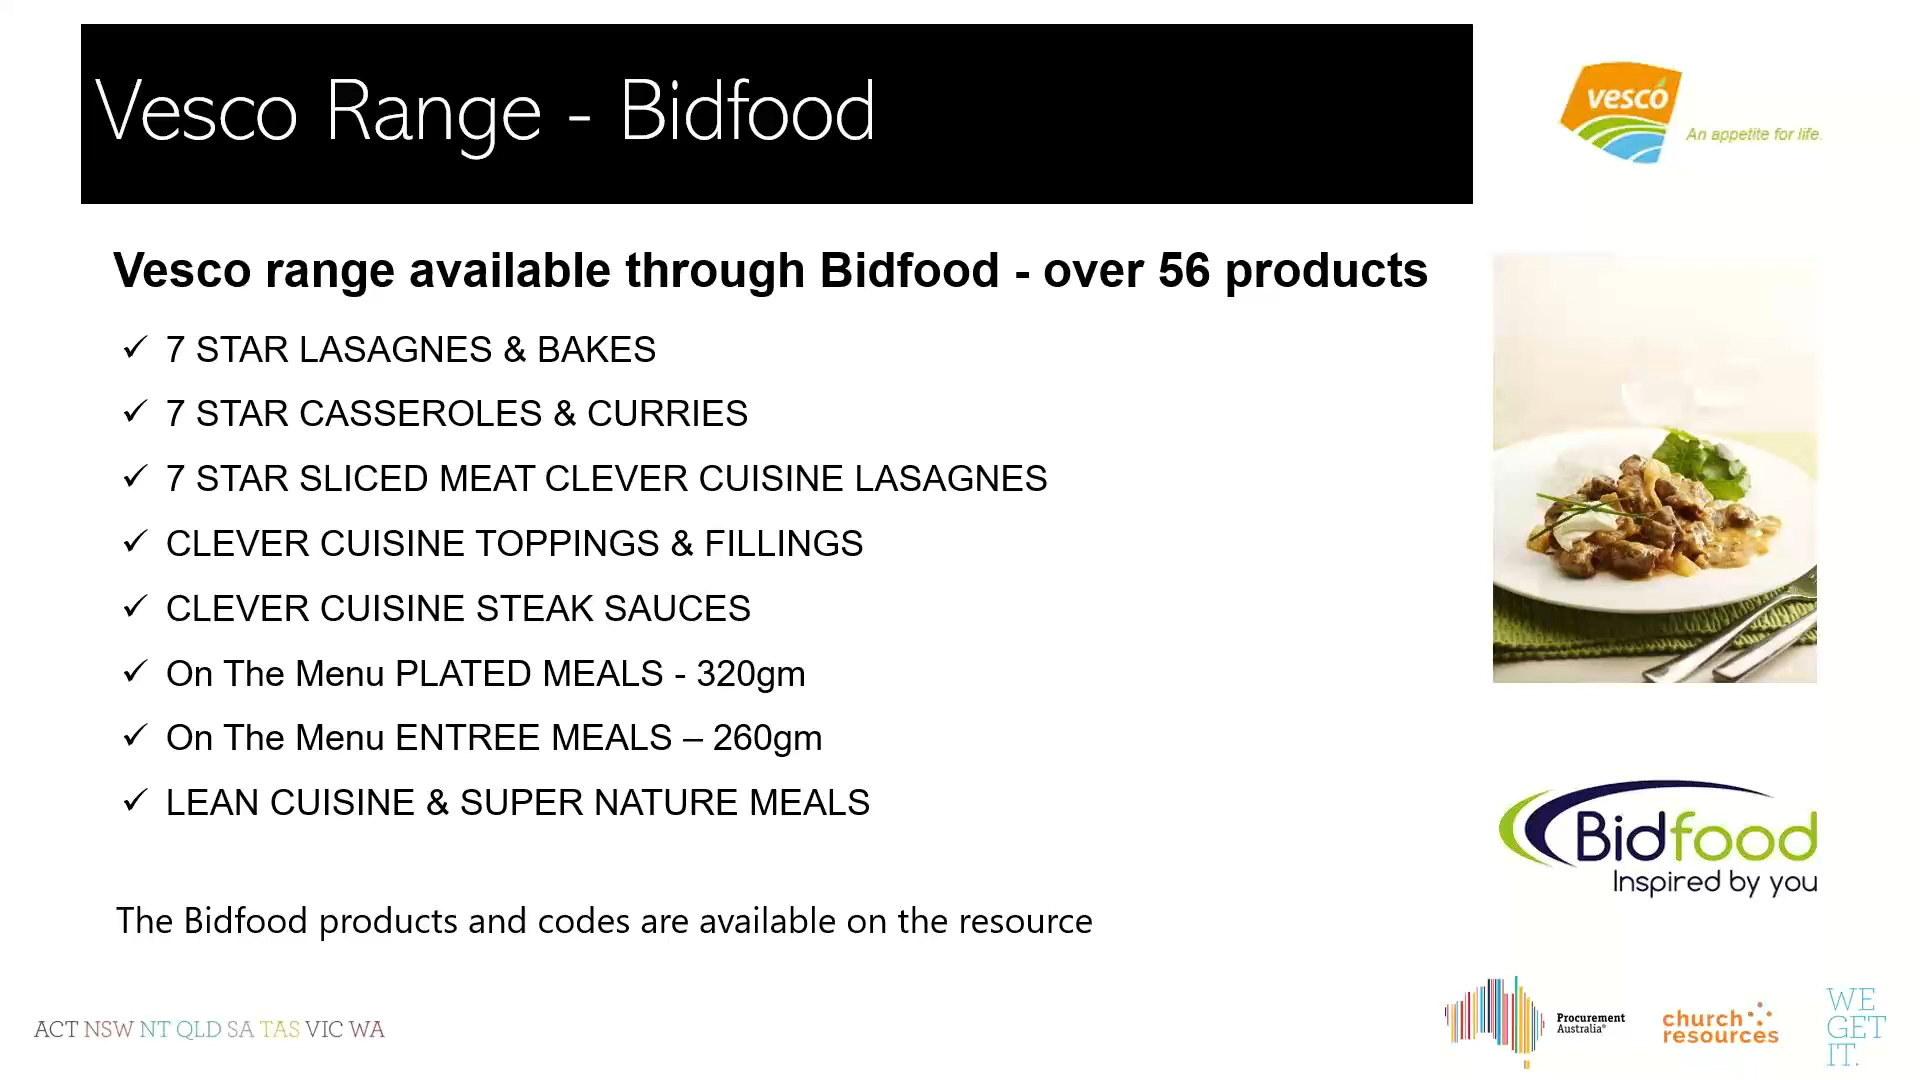 Vesco Range - Bidfood
vesco
An appetite for life.
Vesco range available through Bidfood - over 56 products
✓ 7 STAR LASAGNES & BAKES
✓ 7 STAR CASSEROLES & CURRIES
✓ 7 STAR SLICED MEAT CLEVER CUISINE LASAGNES
✓ CLEVER CUISINE TOPPINGS & FILLINGS
✓ CLEVER CUISINE STEAK SAUCES
✓ On The Menu PLATED MEALS - 320gm
✓ On The Menu ENTREE MEALS – 260gm
✓ LEAN CUISINE & SUPER NATURE MEALS
Bidfood
Inspired by you
The Bidfood products and codes are available on the resource
ACT NSW NT QLD SA TAS VIC WA
Procurement
Australia®
church
resources
WE
GET
IT.